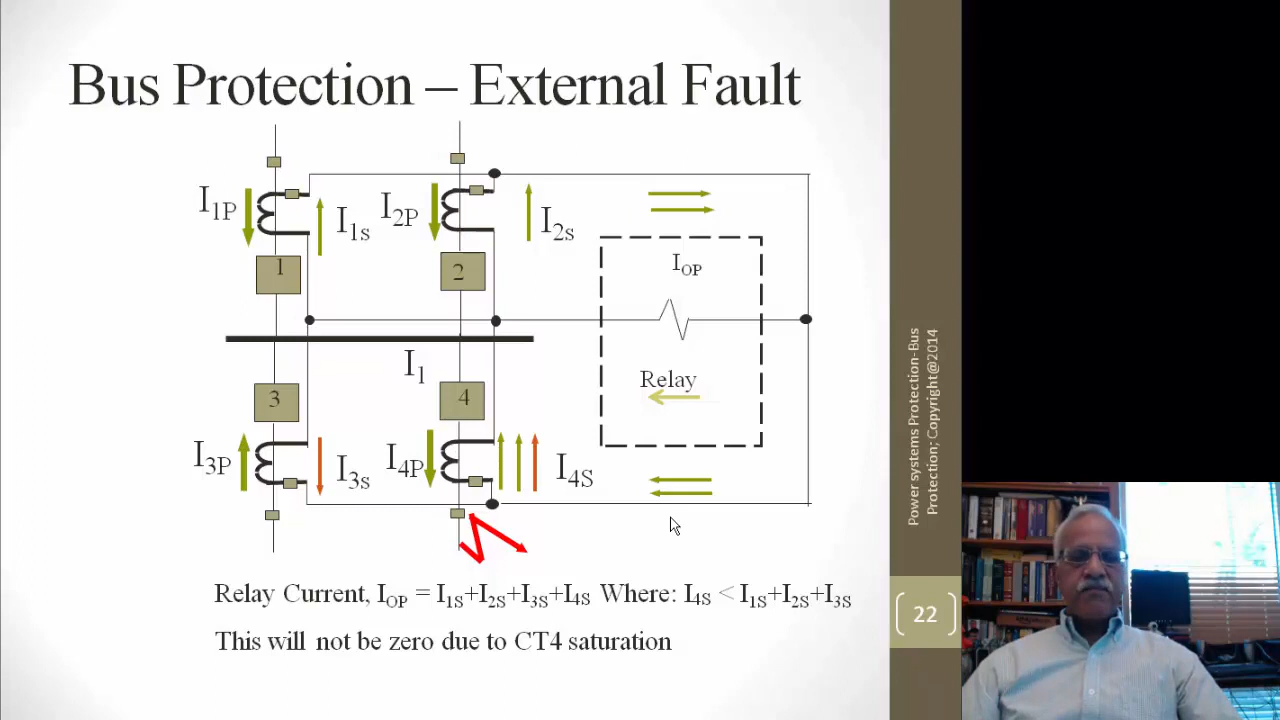 Bus Protection – External Fault
I1P
I1s
I2P
I2s
1
2
IOP
I1
Relay
3
4
I3P
I3s
I4P
I4S
Relay Current, IOP = I1S+I2S+I3S+I4S Where: I4S < I1S+I2S+I3S
This will not be zero due to CT4 saturation
Power systems Protection-Bus
Protection; Copyright@2014
22